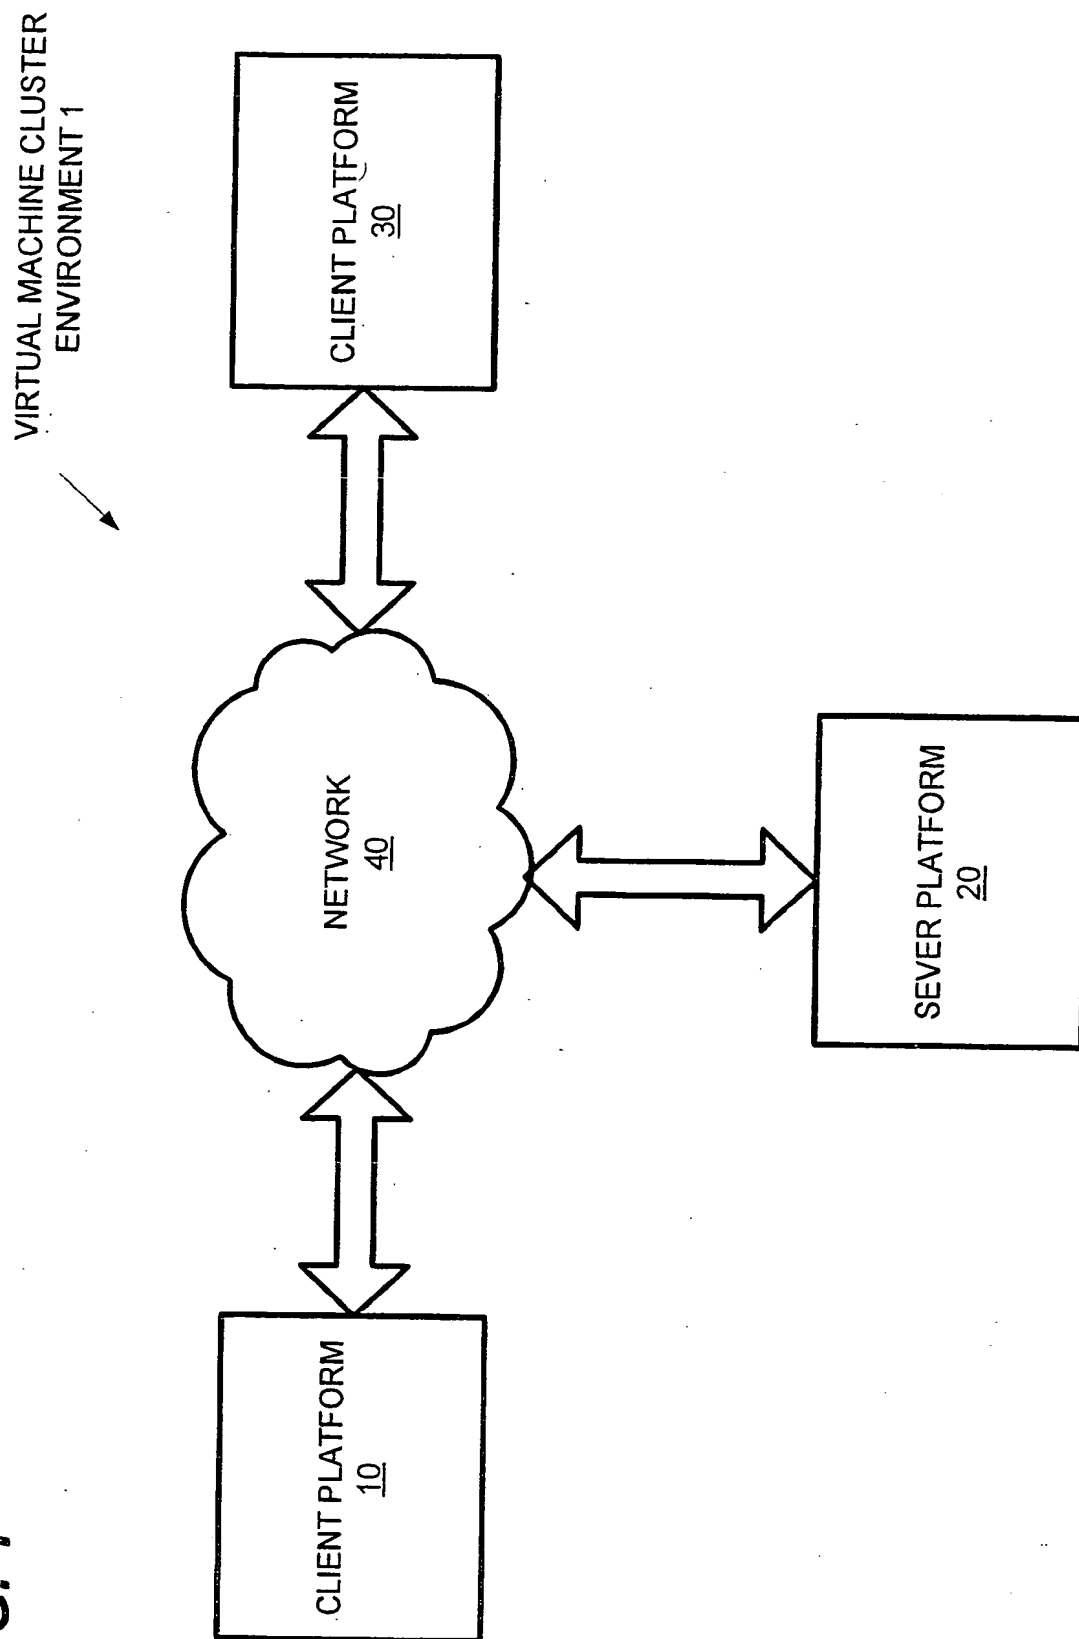 VIRTUAL MACHINE CLUSTER
ENVIRONMENT 1
CLIENT PLATFORM
10
NETWORK
40
CLIENT PLATFORM
30
SEVER PLATFORM
20